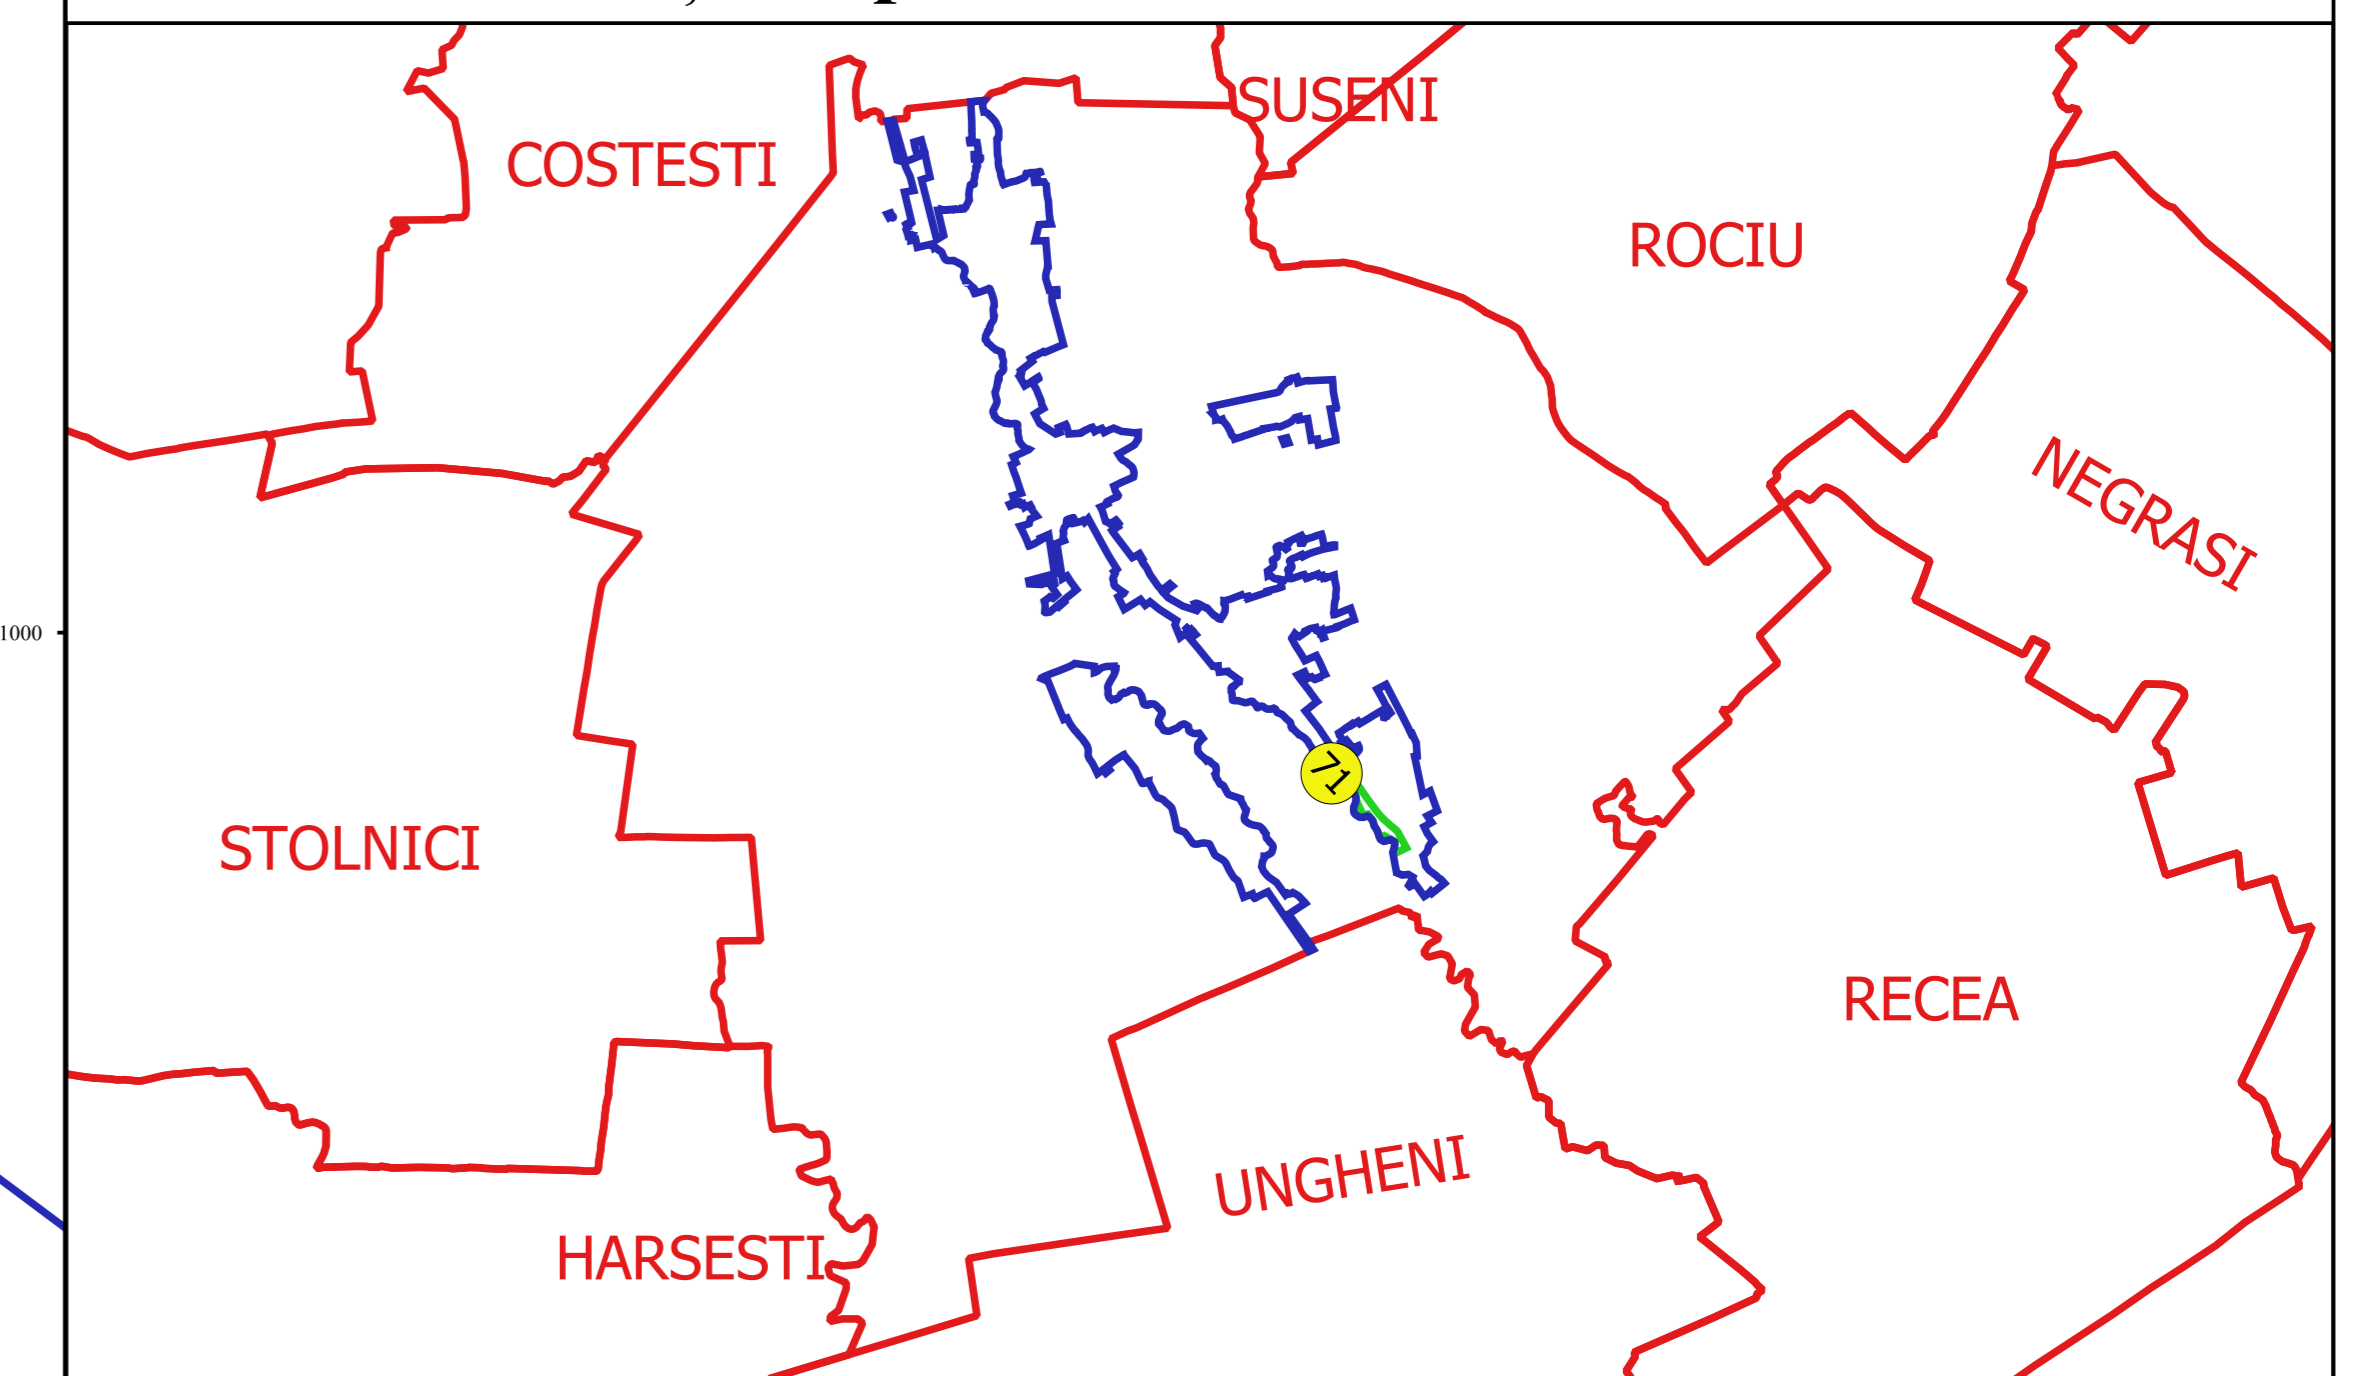 SUSENI
COSTESTI
ROCIU
NEGRASI
1000
71
STOLNICI
RECEA
UNGHENI
HARSESTI